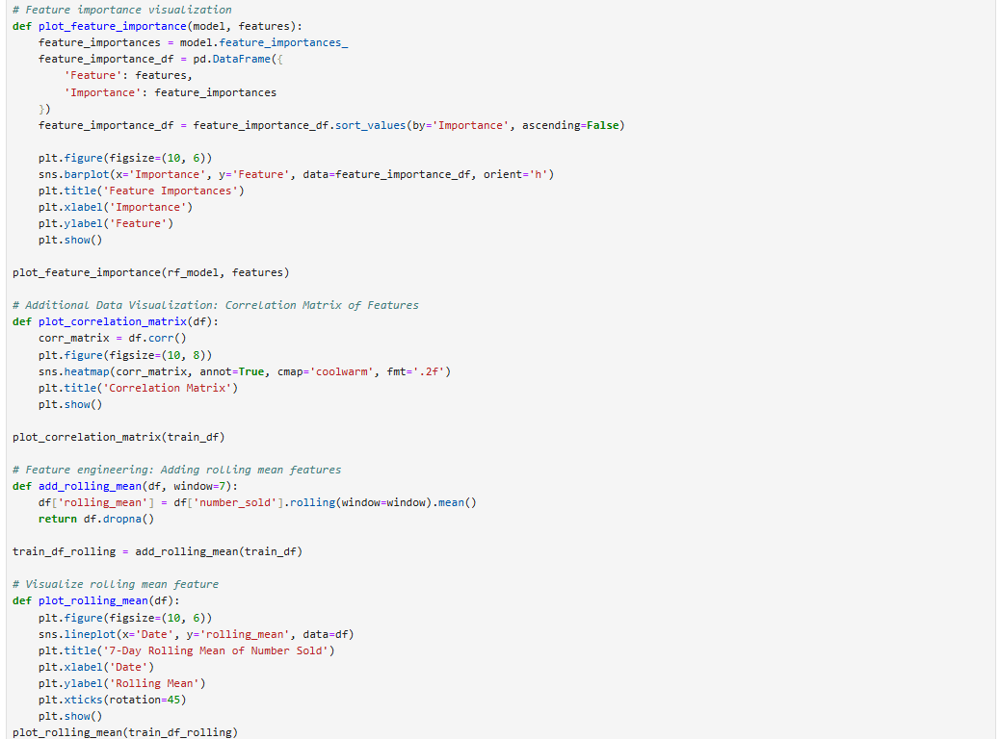 # Feature importance visualization
def plot_feature_importance(model, features):
    feature_importances = model.feature_importances_
    feature_importance_df = pd.DataFrame({
        'Feature': features,
        'Importance': feature_importances
    })
    feature_importance_df = feature_importance_df.sort_values(by='Importance', ascending=False)

    plt.figure(figsize=(10, 6))
    sns.barplot(x='Importance', y='Feature', data=feature_importance_df, orient='h')
    plt.title('Feature Importances')
    plt.xlabel('Importance')
    plt.ylabel('Feature')
    plt.show()

plot_feature_importance(rf_model, features)

# Additional Data Visualization: Correlation Matrix of Features
def plot_correlation_matrix(df):
    corr_matrix = df.corr()
    plt.figure(figsize=(10, 8))
    sns.heatmap(corr_matrix, annot=True, cmap='coolwarm', fmt='.2f')
    plt.title('Correlation Matrix')
    plt.show()

plot_correlation_matrix(train_df)

# Feature engineering: Adding rolling mean features
def add_rolling_mean(df, window=7):
    df['rolling_mean'] = df['number_sold'].rolling(window=window).mean()
    return df.dropna()

train_df_rolling = add_rolling_mean(train_df)

# Visualize rolling mean feature
def plot_rolling_mean(df):
    plt.figure(figsize=(10, 6))
    sns.lineplot(x='Date', y='rolling_mean', data=df)
    plt.title('7-Day Rolling Mean of Number Sold')
    plt.xlabel('Date')
    plt.ylabel('Rolling Mean')
    plt.xticks(rotation=45)
    plt.show()
plot_rolling_mean(train_df_rolling)